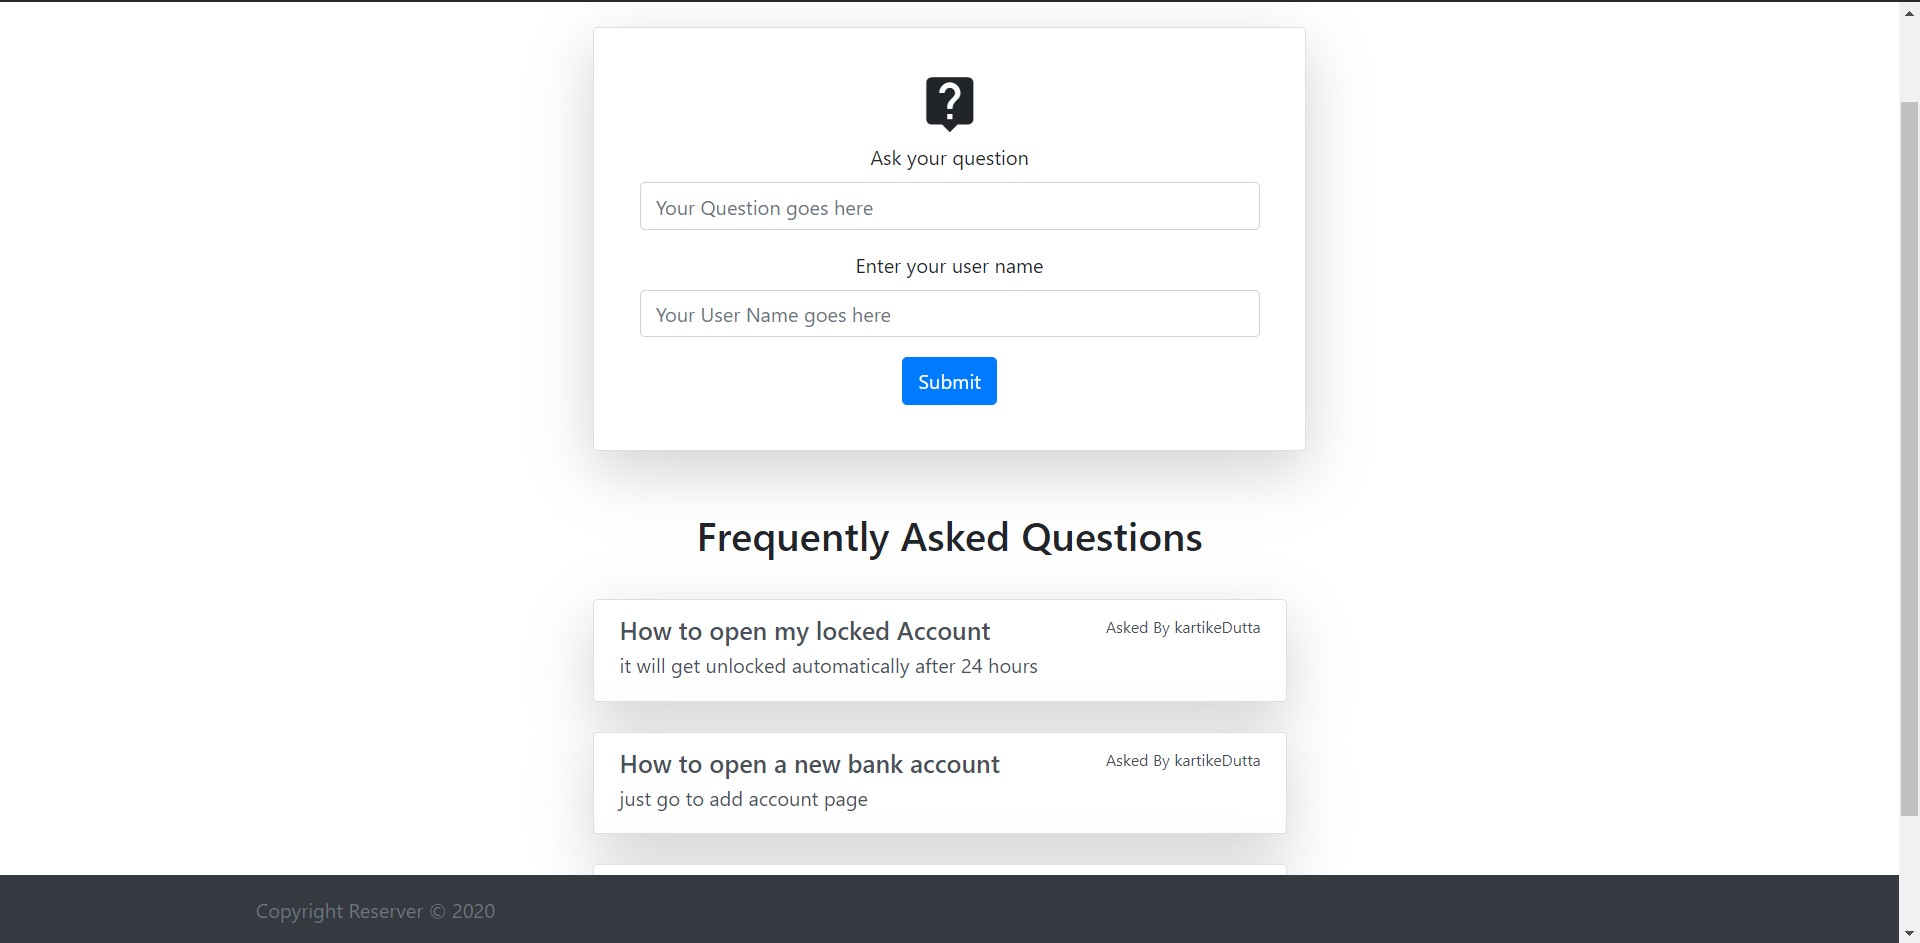 Ask your question
Your Question goes here
Enter your user name
Your User Name goes here
Submit
Frequently Asked Questions
How to open my locked Account
Asked By kartikeDutta
it will get unlocked automatically after 24 hours
How to open a new bank account
Asked By kartikeDutta
just go to add account page
Copyright Reserver © 2020